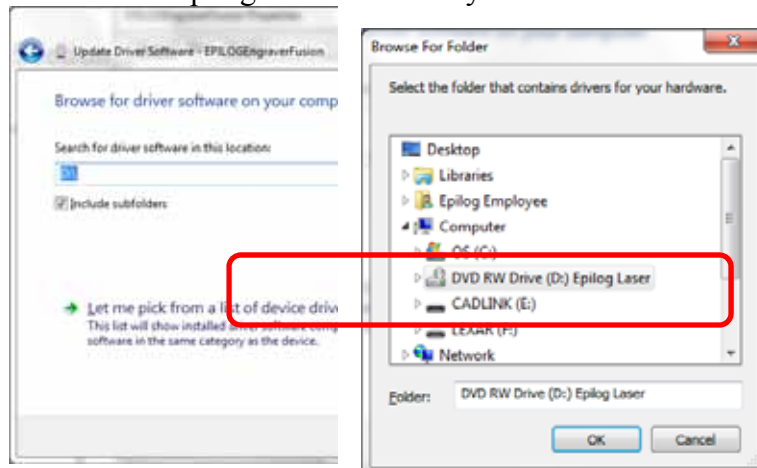 Update Driver Software - EPILOGEngraverFusion
Browse for driver software on your comp
Search for driver software in this location:
D:\
Include subfolders
Let me pick from a list of device driv
This list will show installed driver software comp
software in the same category as the device.
Browse For Folder
Select the folder that contains drivers for your hardware.
Desktop
Libraries
Epilog Employee
Computer
OS (C:)
DVD RW Drive (D:) Epilog Laser
CADLINK (E:)
LEXAR (F:)
Network
Folder: DVD RW Drive (D:) Epilog Laser
OK Cancel